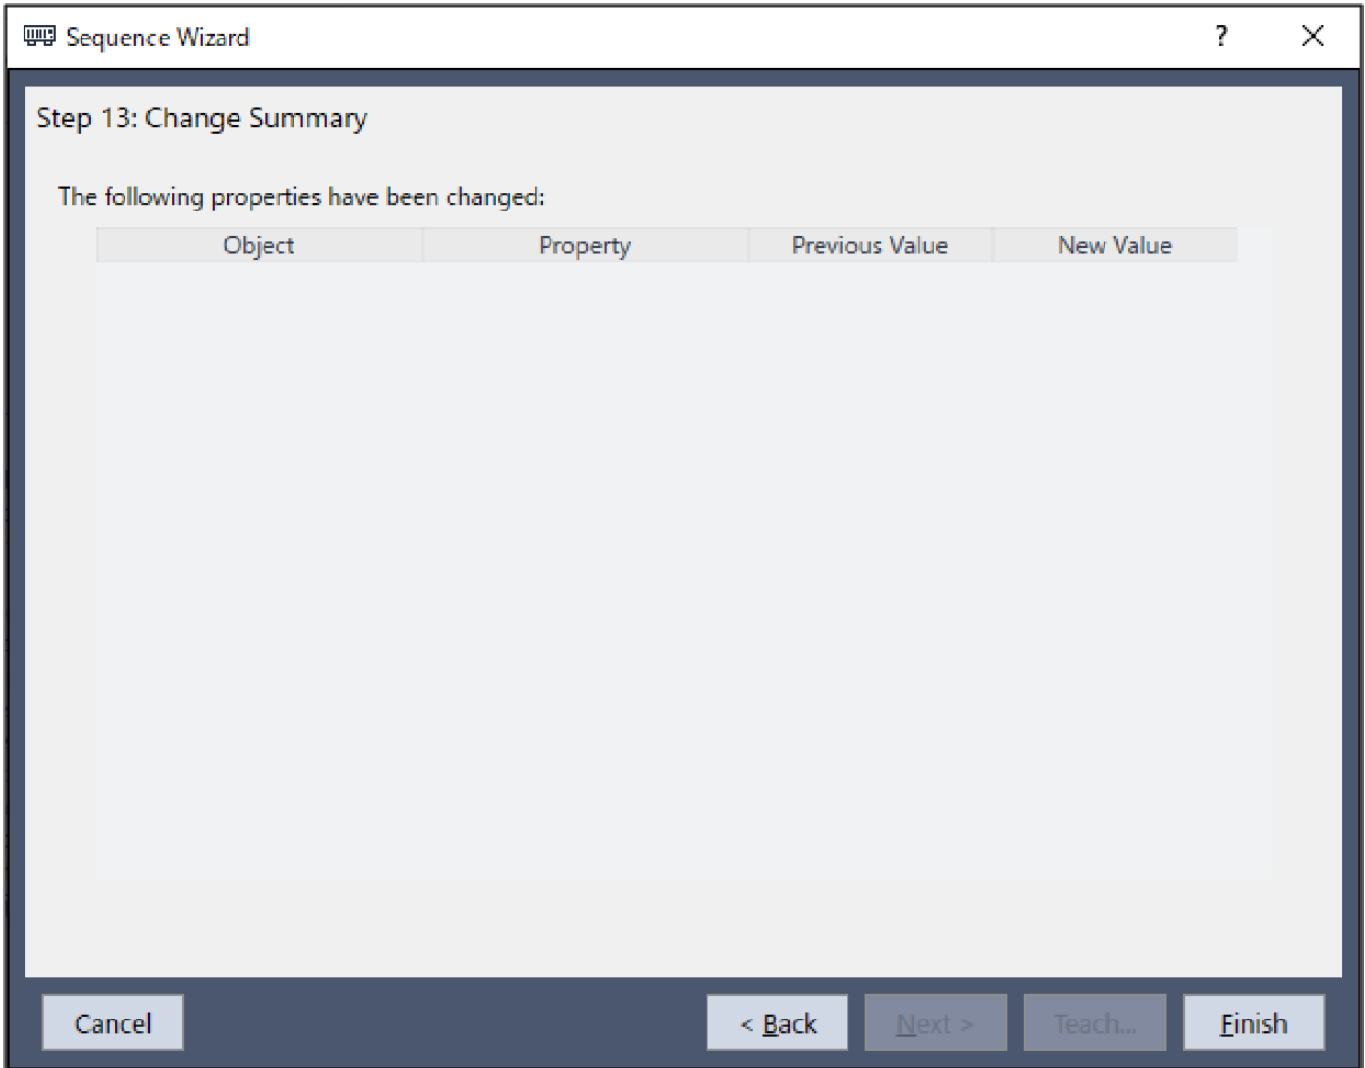 Sequence Wizard ?
Step 13: Change Summary
The following properties have been changed:
Object Property Previous Value New Value
Cancel < Back Next > Teach... Finish